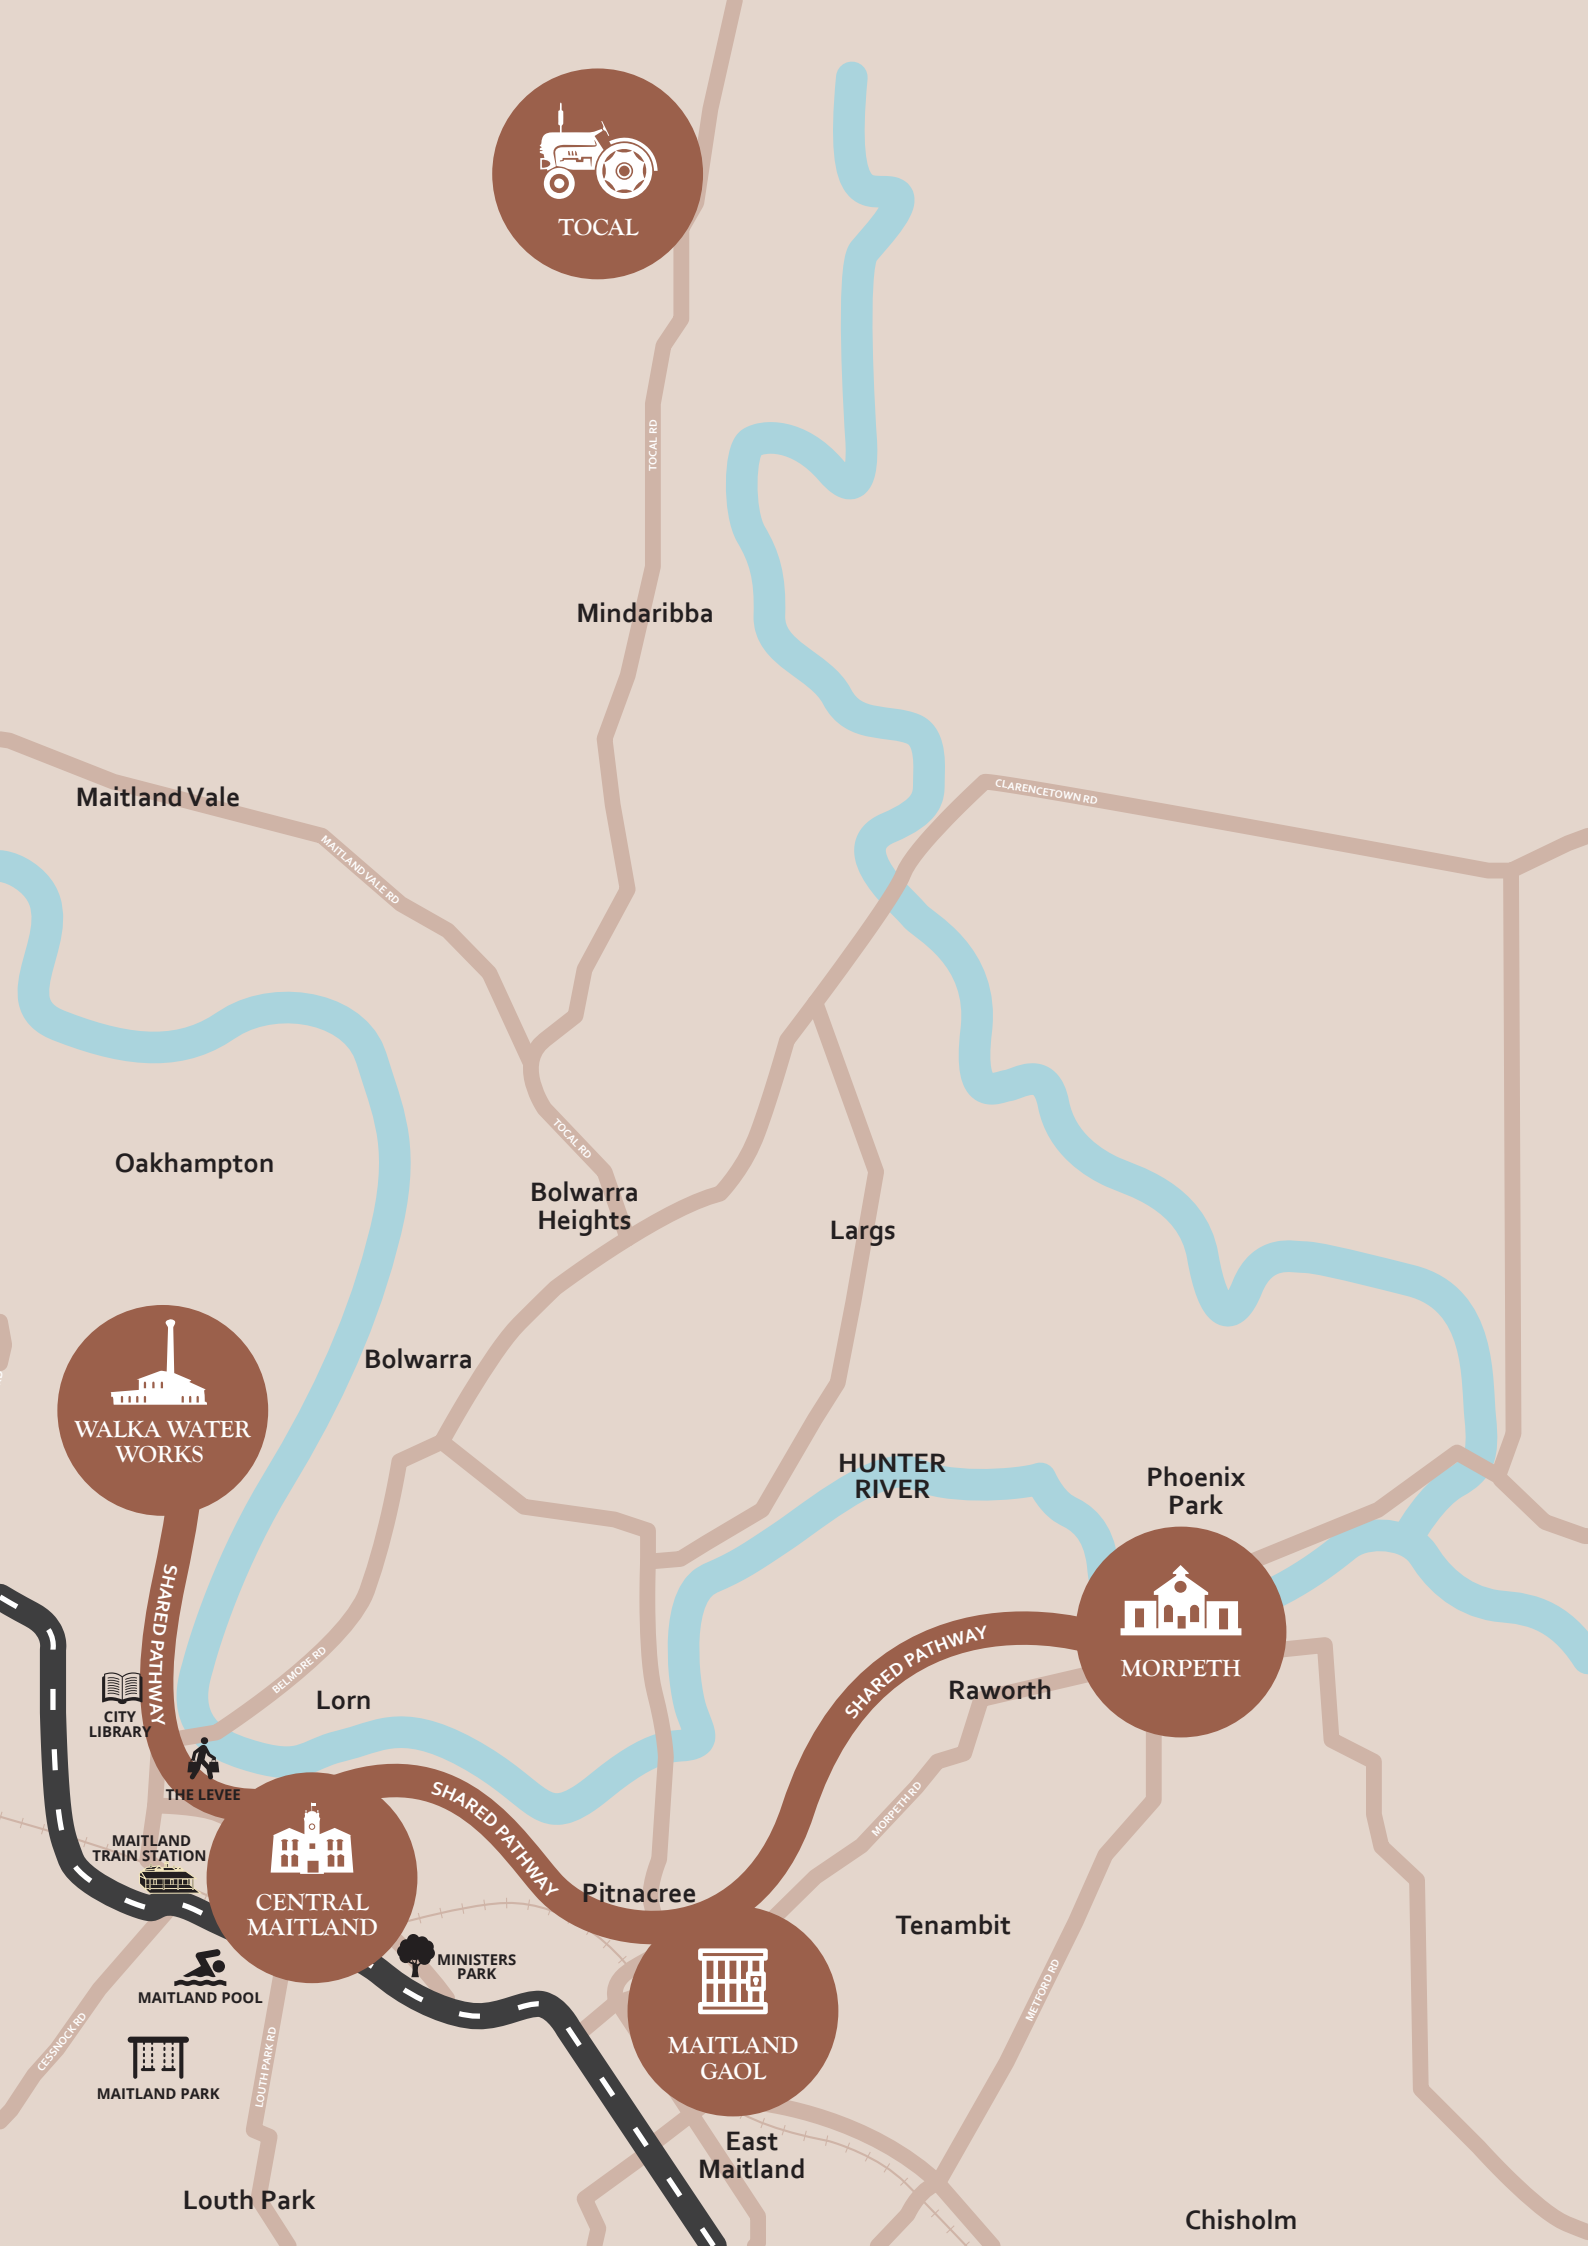 TOCAL
TOCAL RD
Mindaribba
Maitland Vale
CLARENCETOWN RD
MAITLAND VALE RD
TOCAL RD
Oakhampton
Bolwarra
Heights
Largs
Bolwarra
WALKA WATER
WORKS
HUNTER
RIVER
Phoenix
Park
SHARED PATHWAY
MORPETH
SHARED PATHWAY
Raworth
BELMORE RD
Lorn
CITY
LIBRARY
THE LEVEE
SHARED PATHWAY
MORPETH RD
MAITLAND
TRAIN STATION
CENTRAL
MAITLAND
Pitnacree
Tenambit
MINISTERS
PARK
MAITLAND POOL
METFORD RD
CESSNOCK RD
LOUTH PARK RD
MAITLAND
GAOL
MAITLAND PARK
East
Maitland
Louth Park
Chisholm